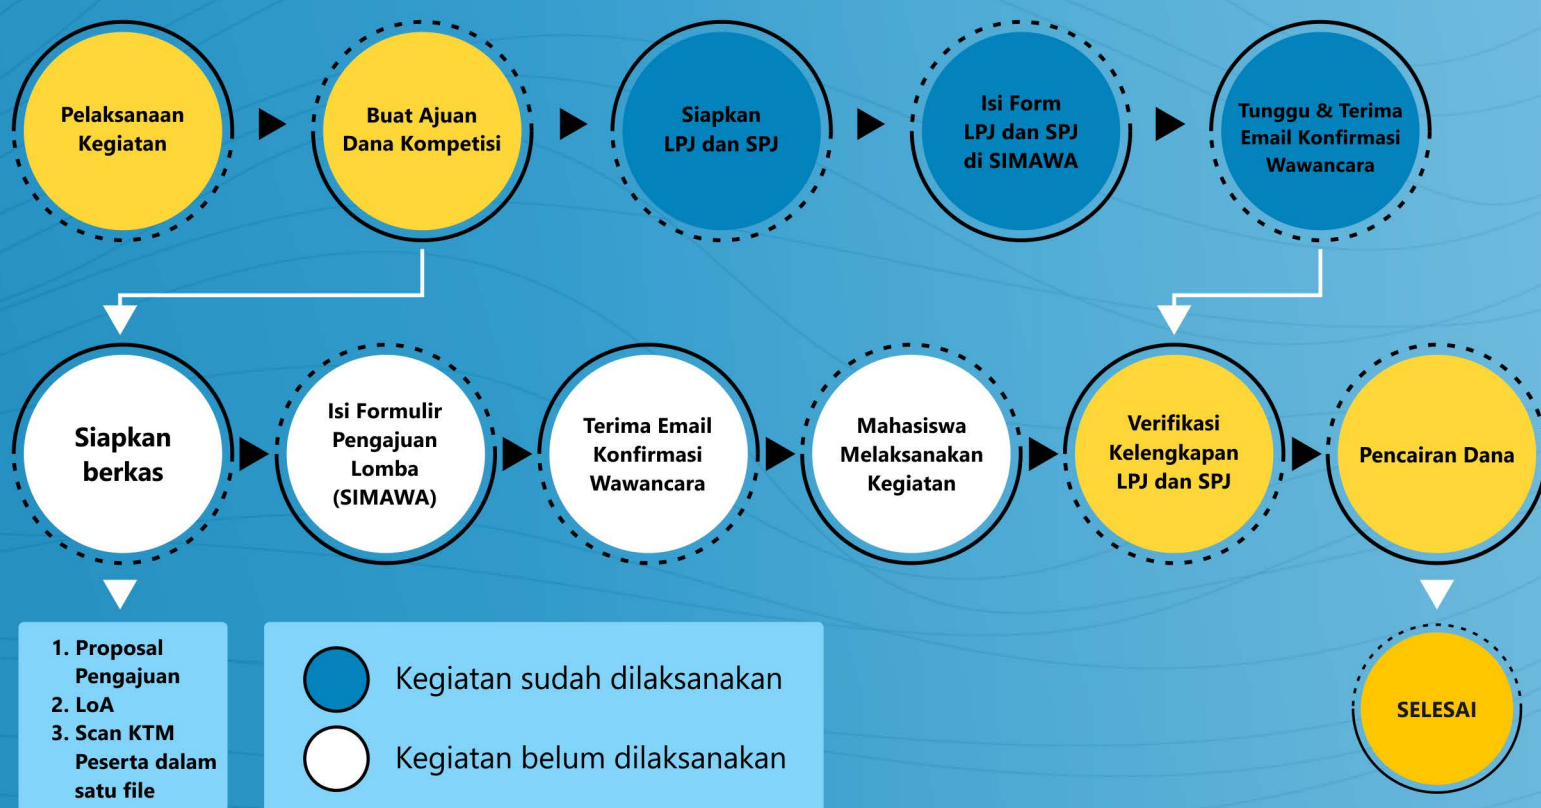 Pelaksanaan
Kegiatan
Buat Ajuan
Dana Kompetisi
Siapkan
LPJ dan SPJ
Isi Form
LPJ dan SPJ
di SIMAWA
Tunggu & Terima
Email Konfirmasi
Wawancara
Siapkan
berkas
Isi Formulir
Pengajuan
Lomba
(SIMAWA)
Terima Email
Konfirmasi
Wawancara
Mahasiswa
Melaksanakan
Kegiatan
Verifikasi
Kelengkapan
LPJ dan SPJ
Pencairan Dana
1. Proposal
Pengajuan
2. LoA
3. Scan KTM
Peserta dalam
satu file
Kegiatan sudah dilaksanakan
Kegiatan belum dilaksanakan
SELESAI